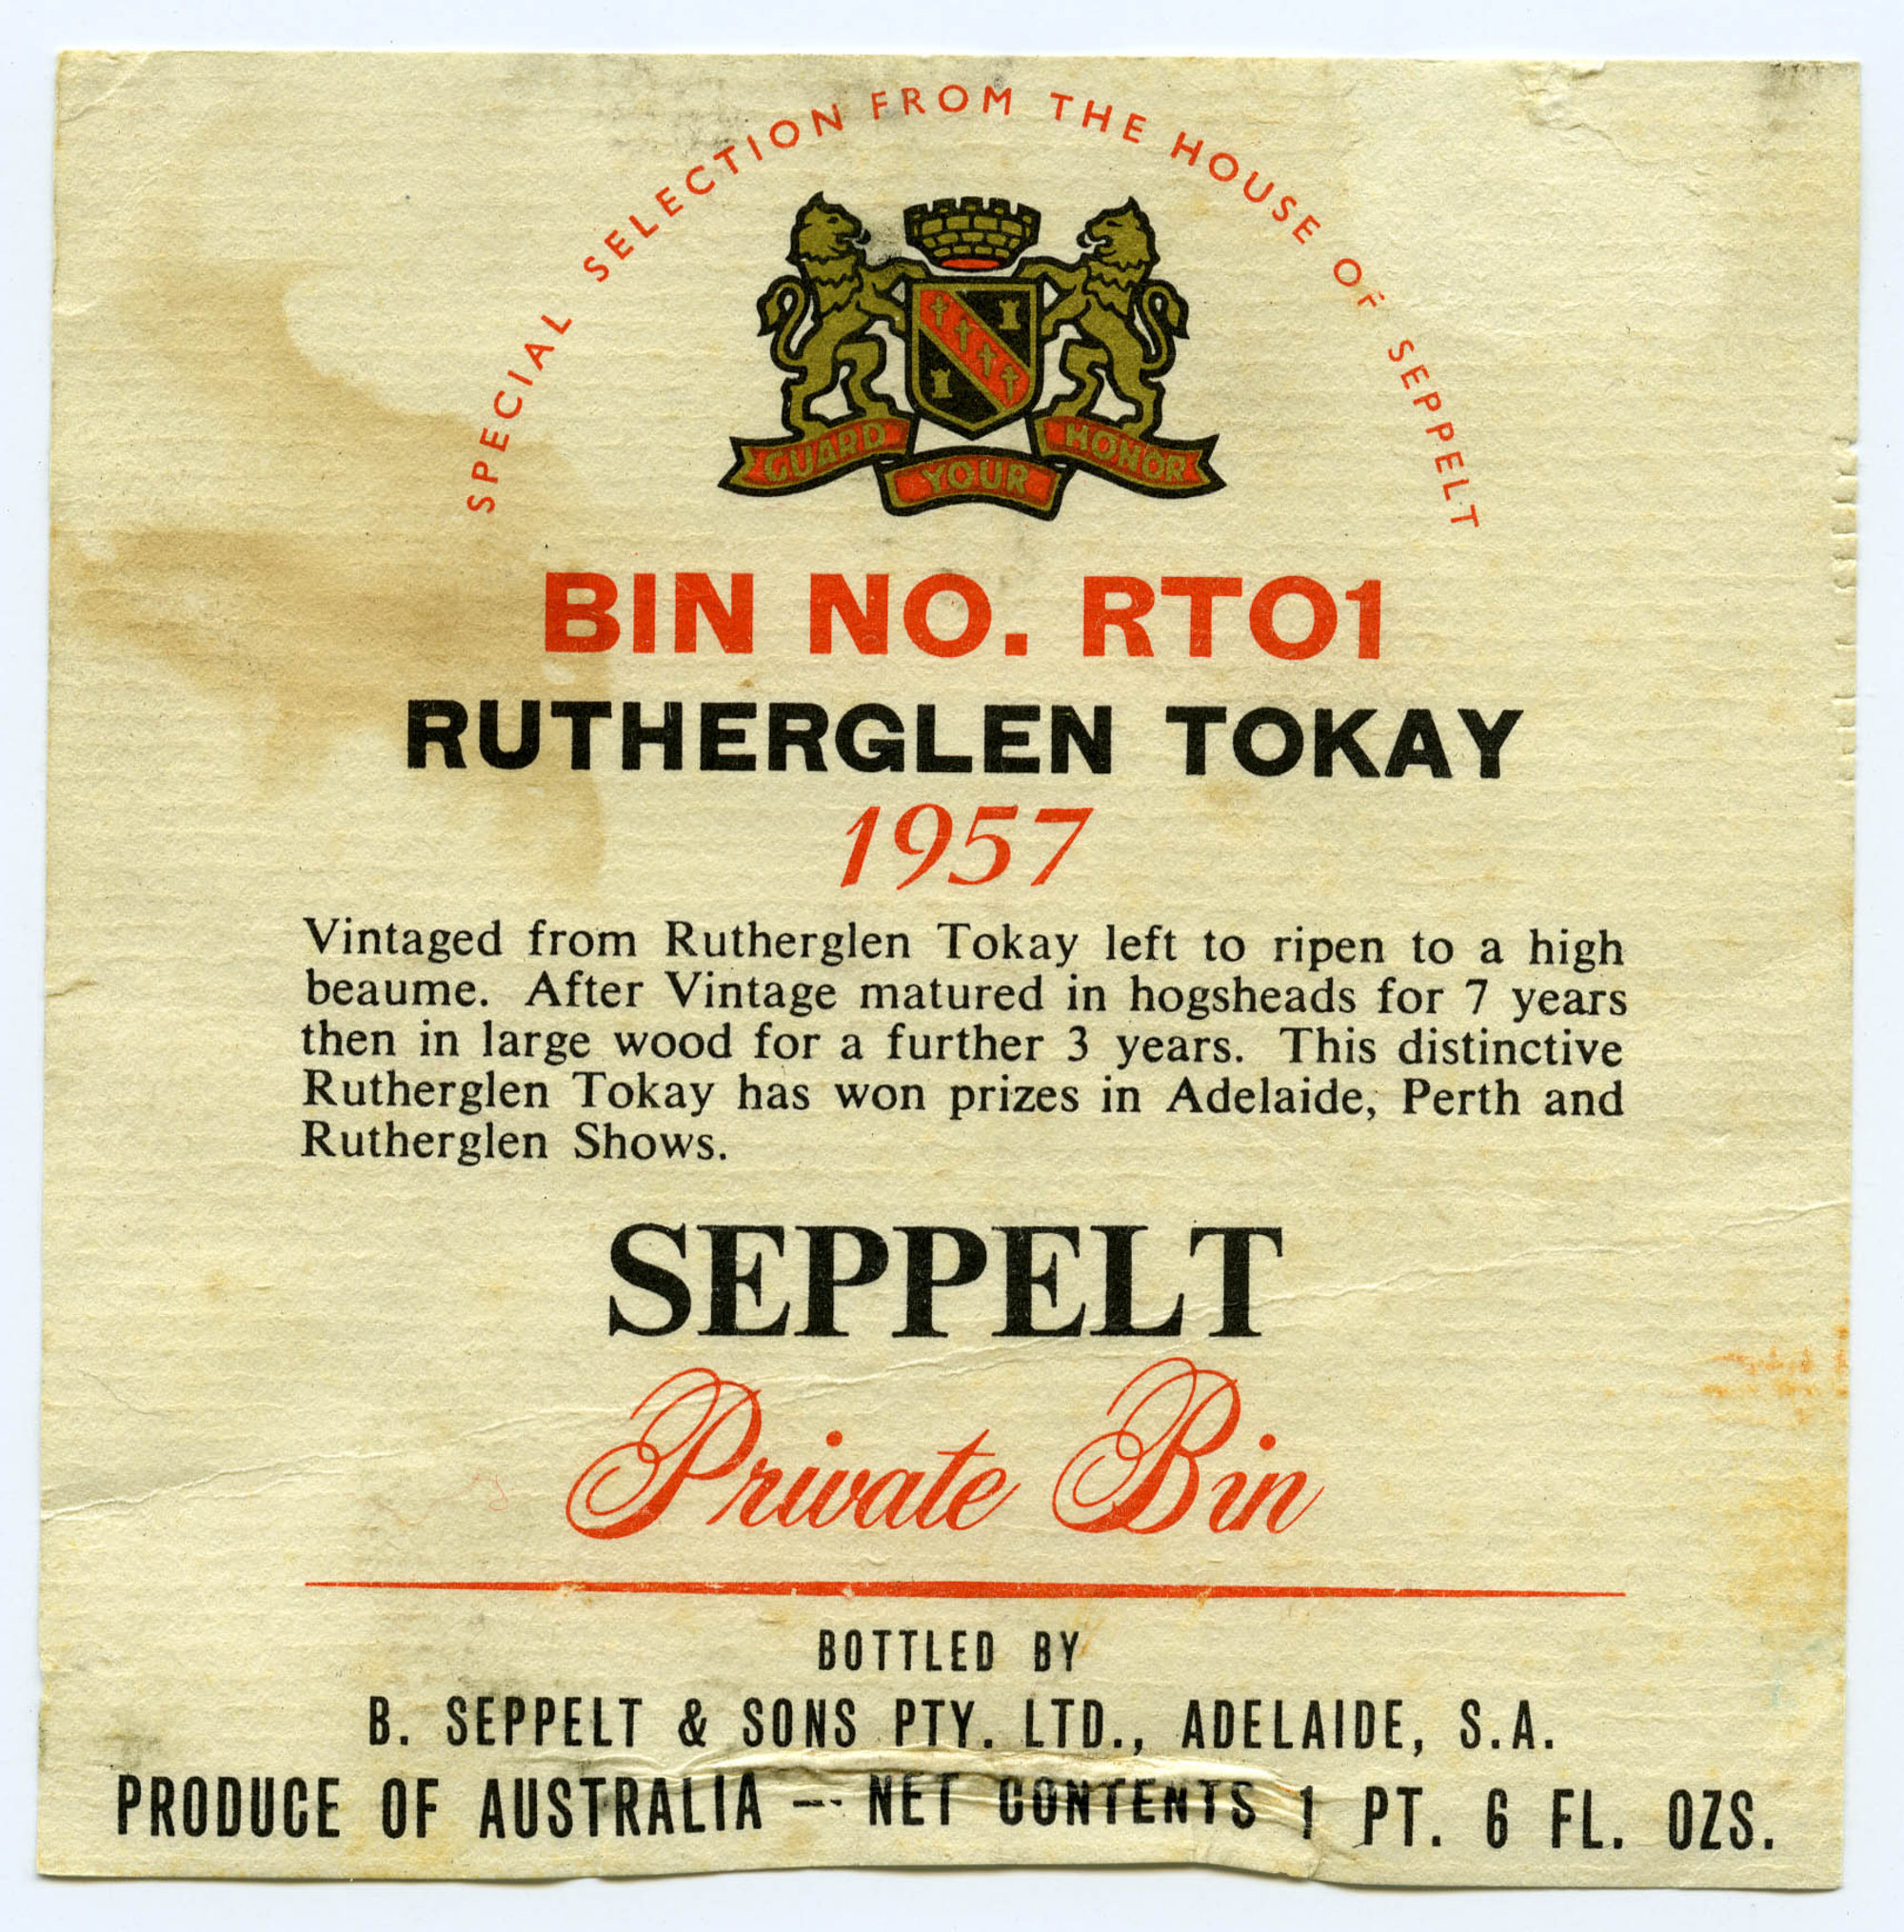 SPECIAL SELECTION FROM THE HOUSE OF SEPPELT
GUARD YOUR HONOR
BIN NO. RTO1
RUTHERGLEN TOKAY
1957
Vintaged from Rutherglen Tokay left to ripen to a high
beaume. After Vintage matured in hogsheads for 7 years
then in large wood for a further 3 years. This distinctive
Rutherglen Tokay has won prizes in Adelaide, Perth and
Rutherglen Shows.
SEPPELT
Private Bin
BOTTLED BY
B. SEPPELT & SONS PTY. LTD., ADELAIDE, S.A.
PRODUCE OF AUSTRALIA — NET CONTENTS 1 PT. 6 FL. OZS.